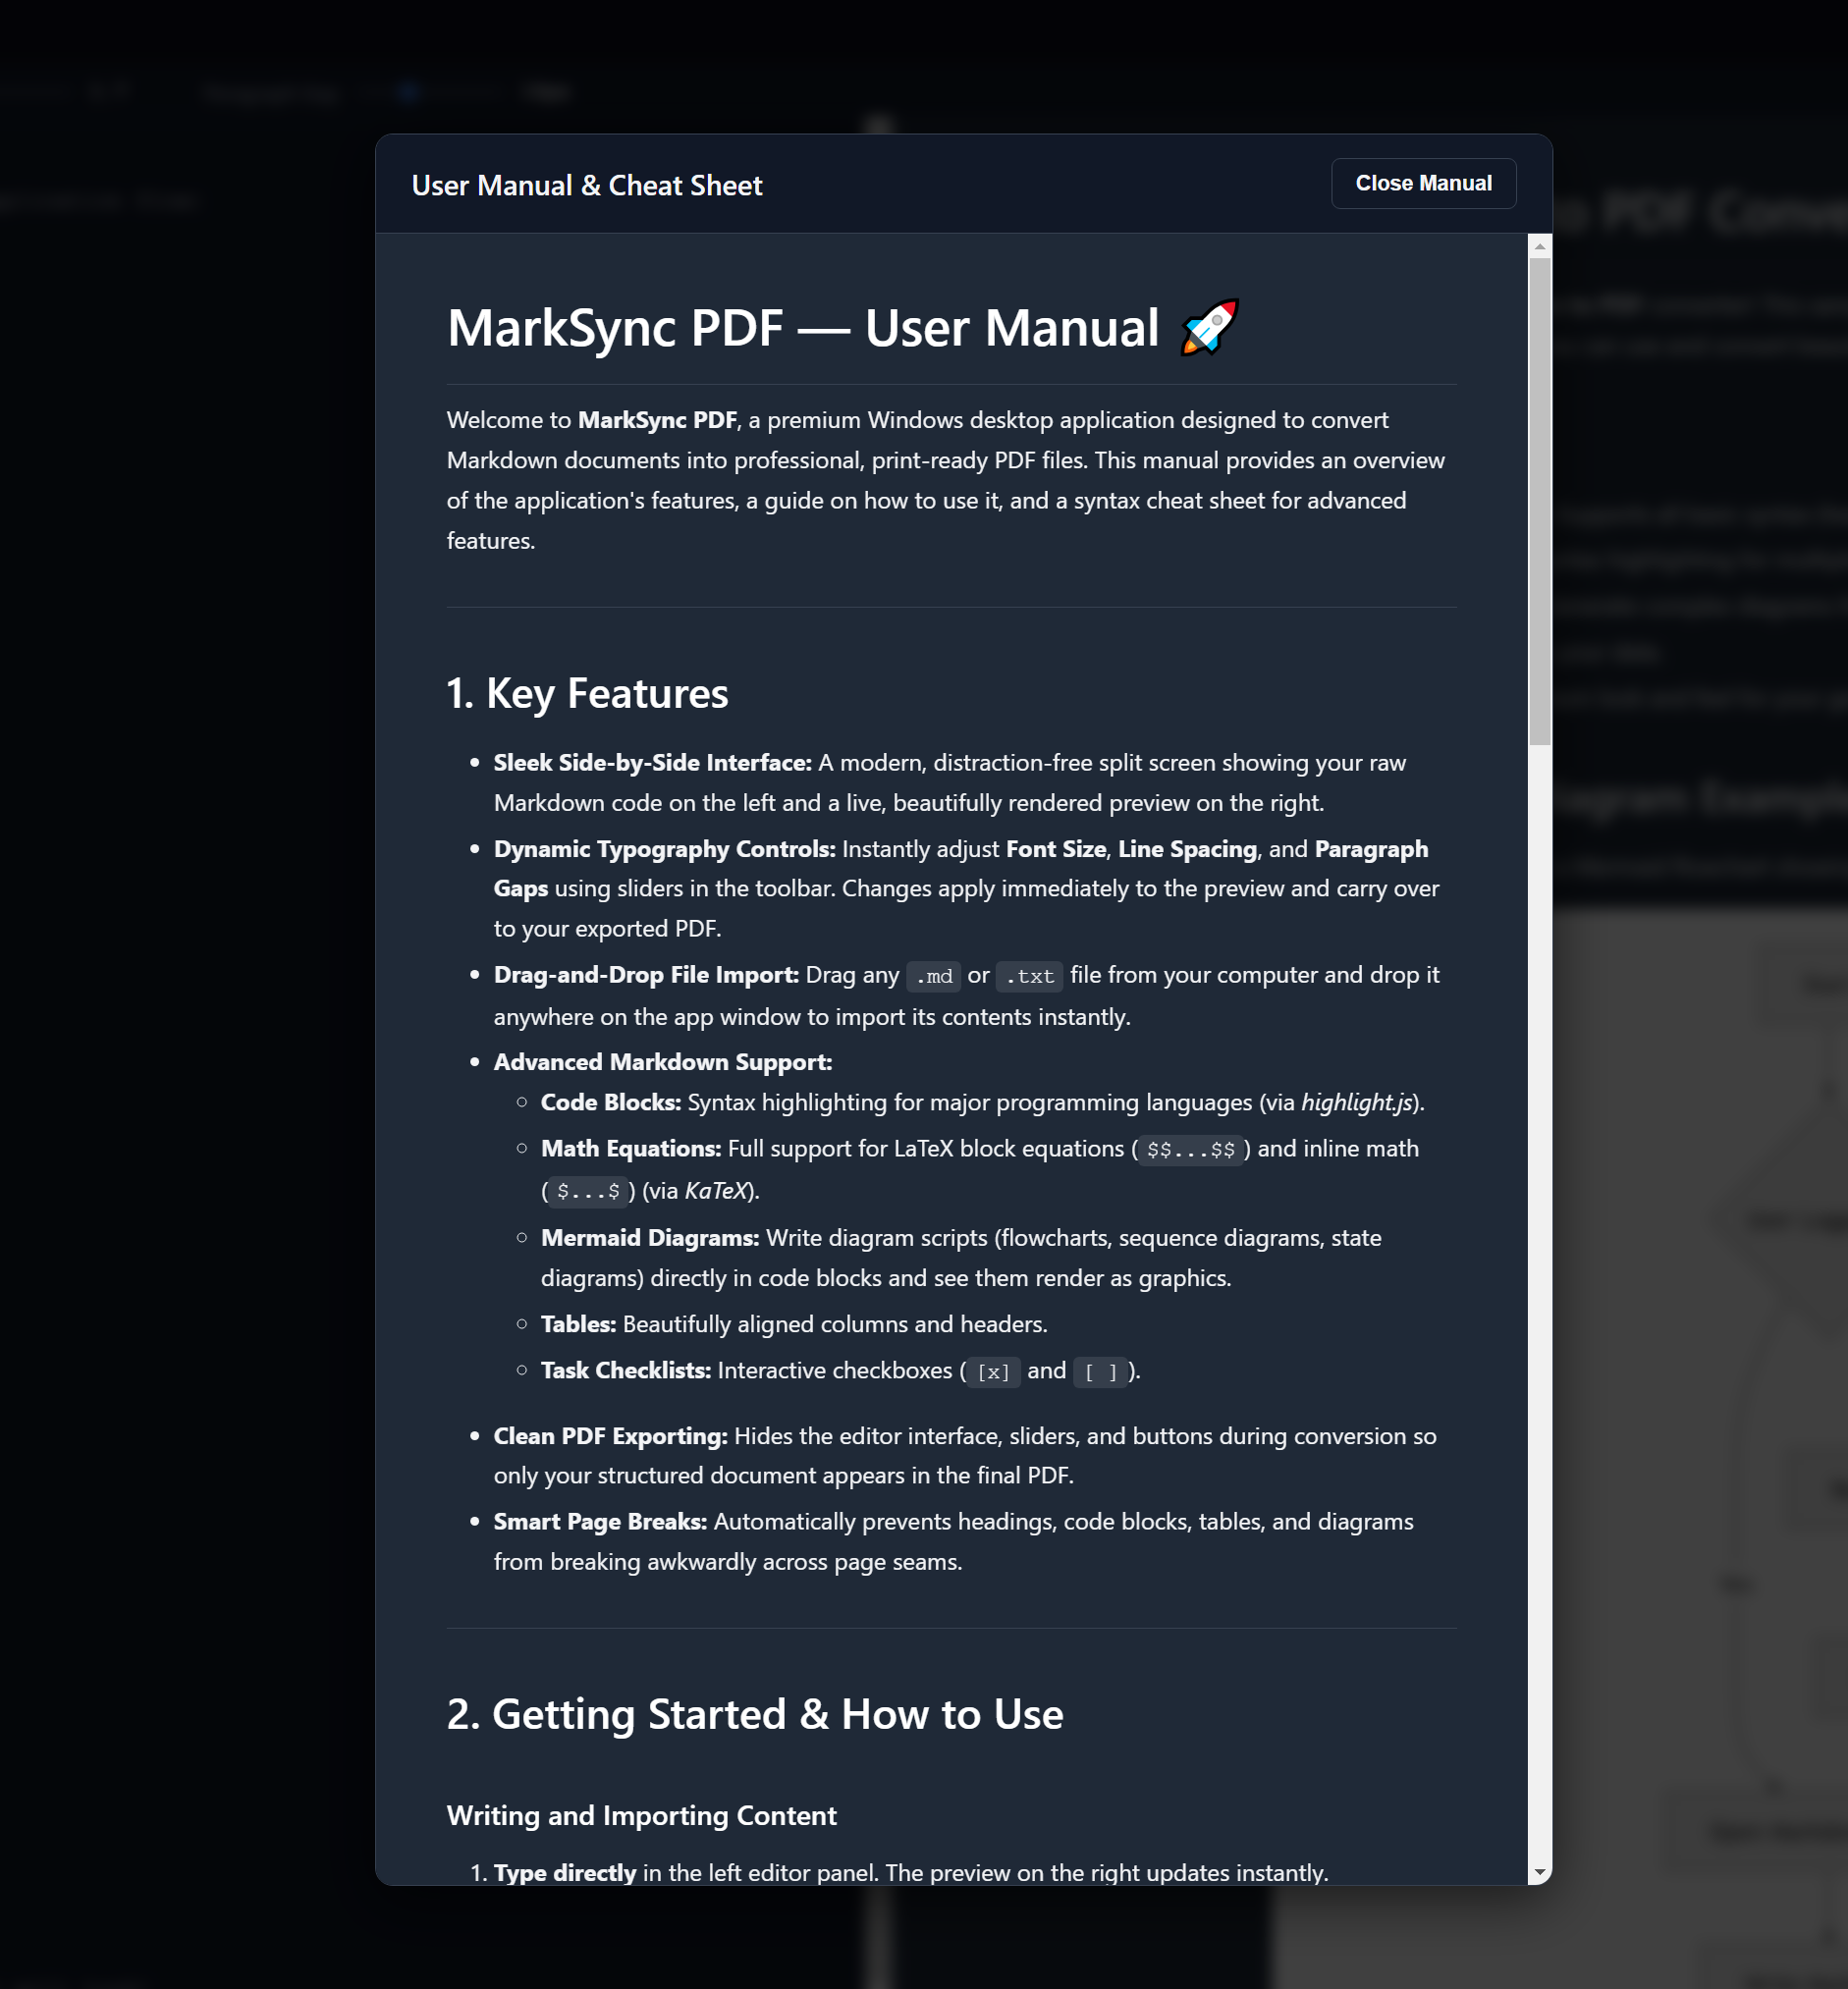 User Manual & Cheat Sheet
Close Manual
MarkSync PDF — User Manual 🚀
Welcome to MarkSync PDF, a premium Windows desktop application designed to convert
Markdown documents into professional, print-ready PDF files. This manual provides an overview
of the application's features, a guide on how to use it, and a syntax cheat sheet for advanced
features.
1. Key Features
• Sleek Side-by-Side Interface: A modern, distraction-free split screen showing your raw
Markdown code on the left and a live, beautifully rendered preview on the right.
• Dynamic Typography Controls: Instantly adjust Font Size, Line Spacing, and Paragraph
Gaps using sliders in the toolbar. Changes apply immediately to the preview and carry over
to your exported PDF.
• Drag-and-Drop File Import: Drag any .md or .txt file from your computer and drop it
anywhere on the app window to import its contents instantly.
• Advanced Markdown Support:
○ Code Blocks: Syntax highlighting for major programming languages (via highlight.js).
○ Math Equations: Full support for LaTeX block equations ( $$...$$ ) and inline math
( $...$ ) (via KaTeX).
○ Mermaid Diagrams: Write diagram scripts (flowcharts, sequence diagrams, state
diagrams) directly in code blocks and see them render as graphics.
○ Tables: Beautifully aligned columns and headers.
○ Task Checklists: Interactive checkboxes ( [x] and [ ] ).
• Clean PDF Exporting: Hides the editor interface, sliders, and buttons during conversion so
only your structured document appears in the final PDF.
• Smart Page Breaks: Automatically prevents headings, code blocks, tables, and diagrams
from breaking awkwardly across page seams.
2. Getting Started & How to Use
Writing and Importing Content
1. Type directly in the left editor panel. The preview on the right updates instantly.
PDF